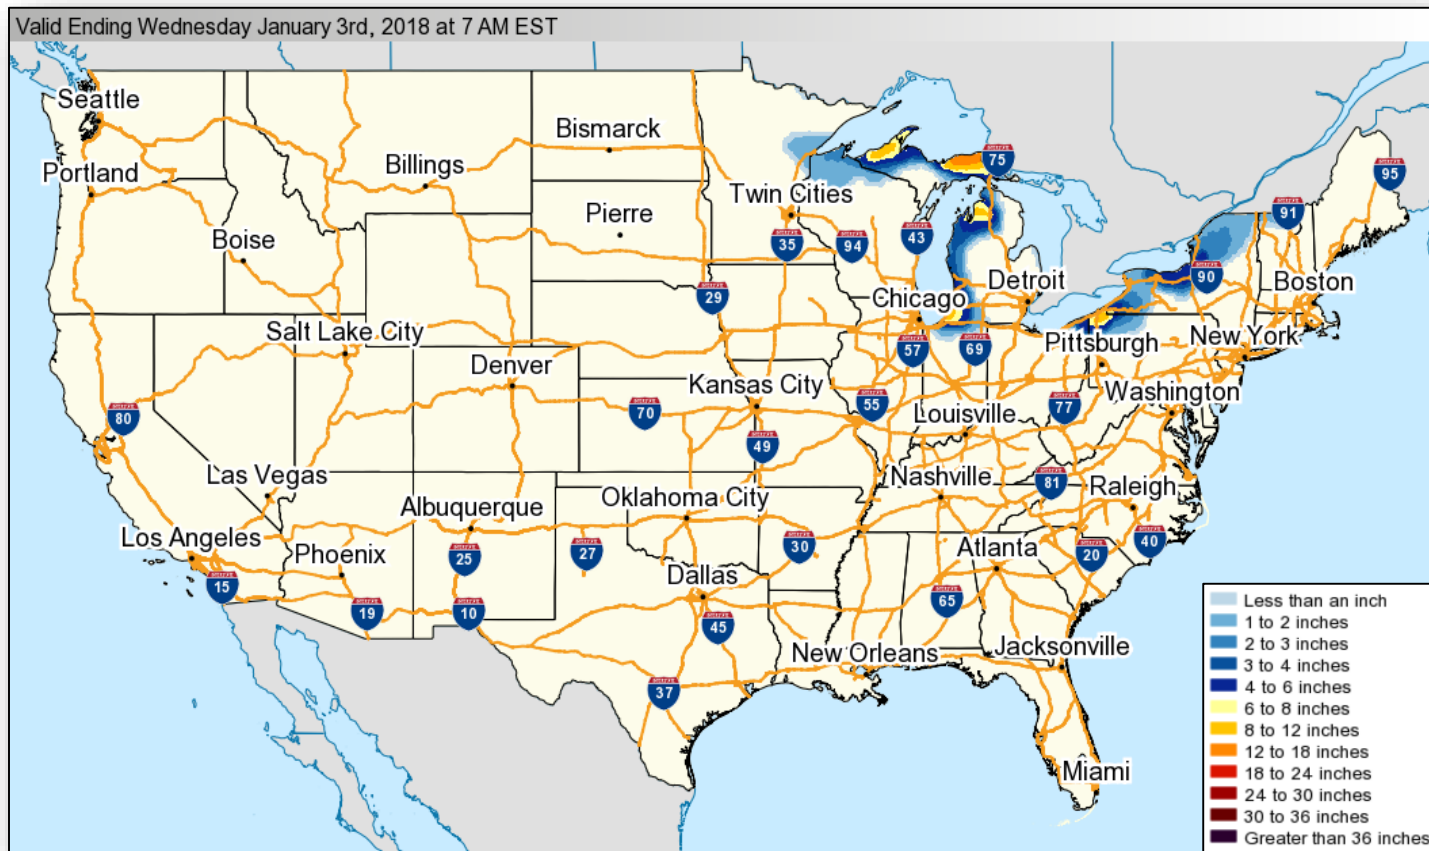 Valid Ending Wednesday January 3rd, 2018 at 7 AM EST
Seattle
Portland
Bismarck
Billings
75
95
Twin Cities
Pierre
91
Boise
35
94
43
90
Detroit
Boston
29
Chicago
Salt Lake City
57
69
Pittsburgh
New York
Denver
Kansas City
Washington
80
70
55
77
Louisville
49
Las Vegas
Nashville
81
Raleigh
Albuquerque
Oklahoma City
Los Angeles
Phoenix
25
27
30
Atlanta
20
40
15
Dallas
19
10
65
45
Less than an inch
1 to 2 inches
New Orleans
Jacksonville
2 to 3 inches
3 to 4 inches
37
4 to 6 inches
6 to 8 inches
8 to 12 inches
12 to 18 inches
Miami
18 to 24 inches
24 to 30 inches
30 to 36 inches
Greater than 36 inches